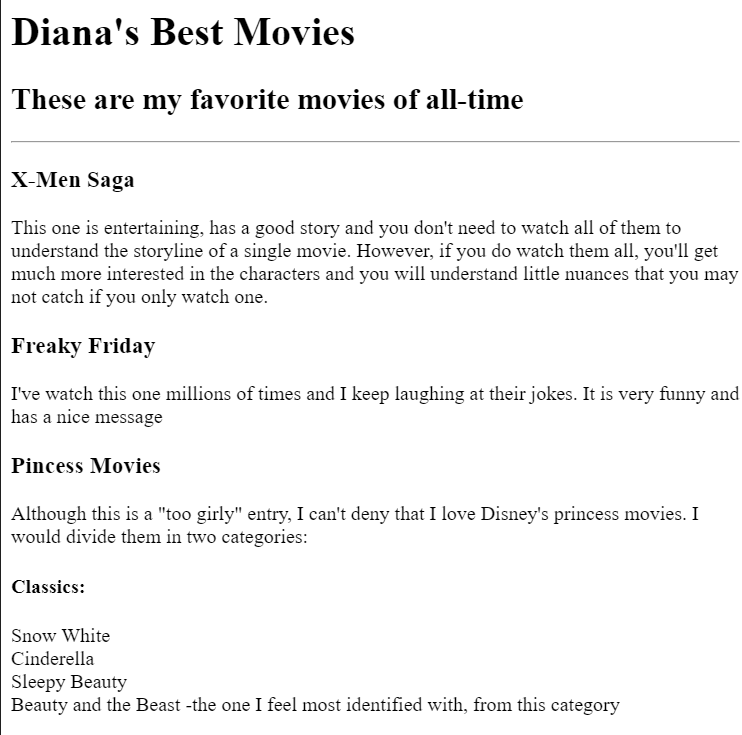 Diana's Best Movies
These are my favorite movies of all-time
X-Men Saga
This one is entertaining, has a good story and you don't need to watch all of them to
understand the storyline of a single movie. However, if you do watch them all, you'll get
much more interested in the characters and you will understand little nuances that you may
not catch if you only watch one.
Freaky Friday
I've watch this one millions of times and I keep laughing at their jokes. It is very funny and
has a nice message
Pincess Movies
Although this is a "too girly" entry, I can't deny that I love Disney's princess movies. I
would divide them in two categories:
Classics:
Snow White
Cinderella
Sleepy Beauty
Beauty and the Beast -the one I feel most identified with, from this category